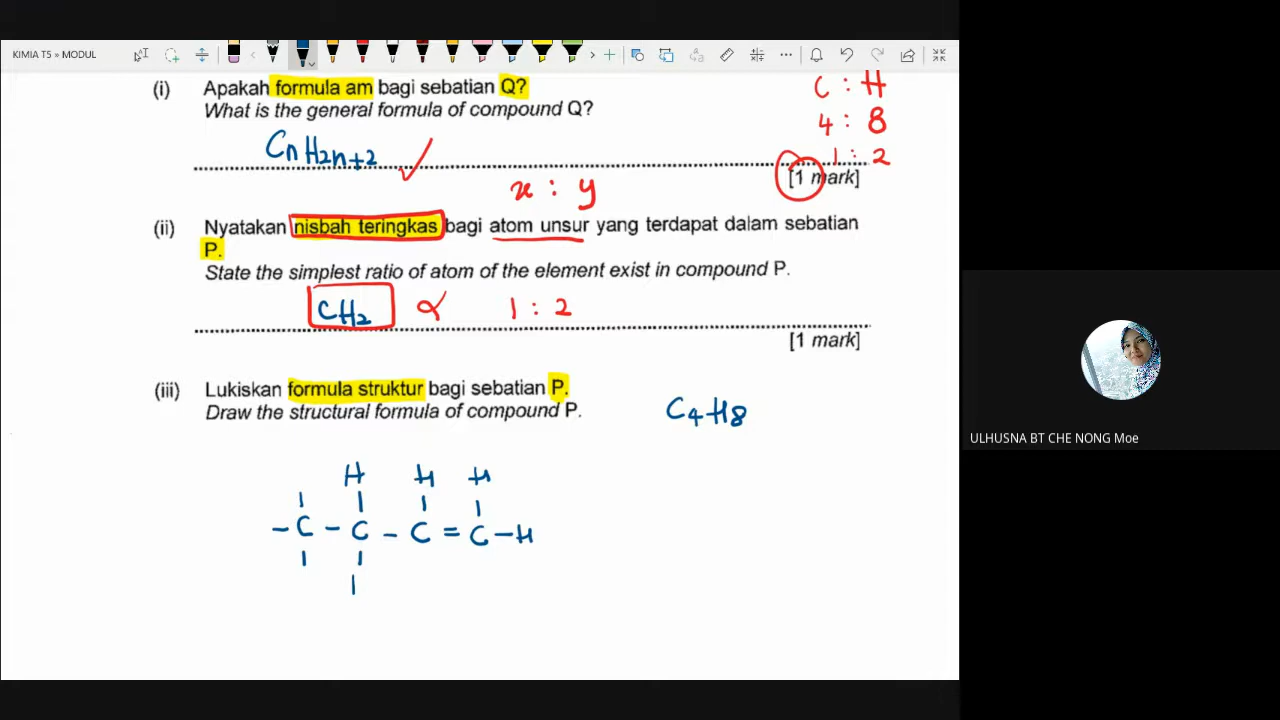 KIMIA T5 » MODUL
(i) Apakah formula am bagi sebatian Q?
What is the general formula of compound Q?
C : H
4 : 8
1 : 2
CnH2n+2 ✓
[1 mark]
x : y
(ii) Nyatakan nisbah teringkas bagi atom unsur yang terdapat dalam sebatian
P.
State the simplest ratio of atom of the element exist in compound P.
CH2 1 : 2
[1 mark]
(iii) Lukiskan formula struktur bagi sebatian P.
Draw the structural formula of compound P.
C4H8
H H H
- C - C - C = C - H
ULHUSNA BT CHE NONG Moe